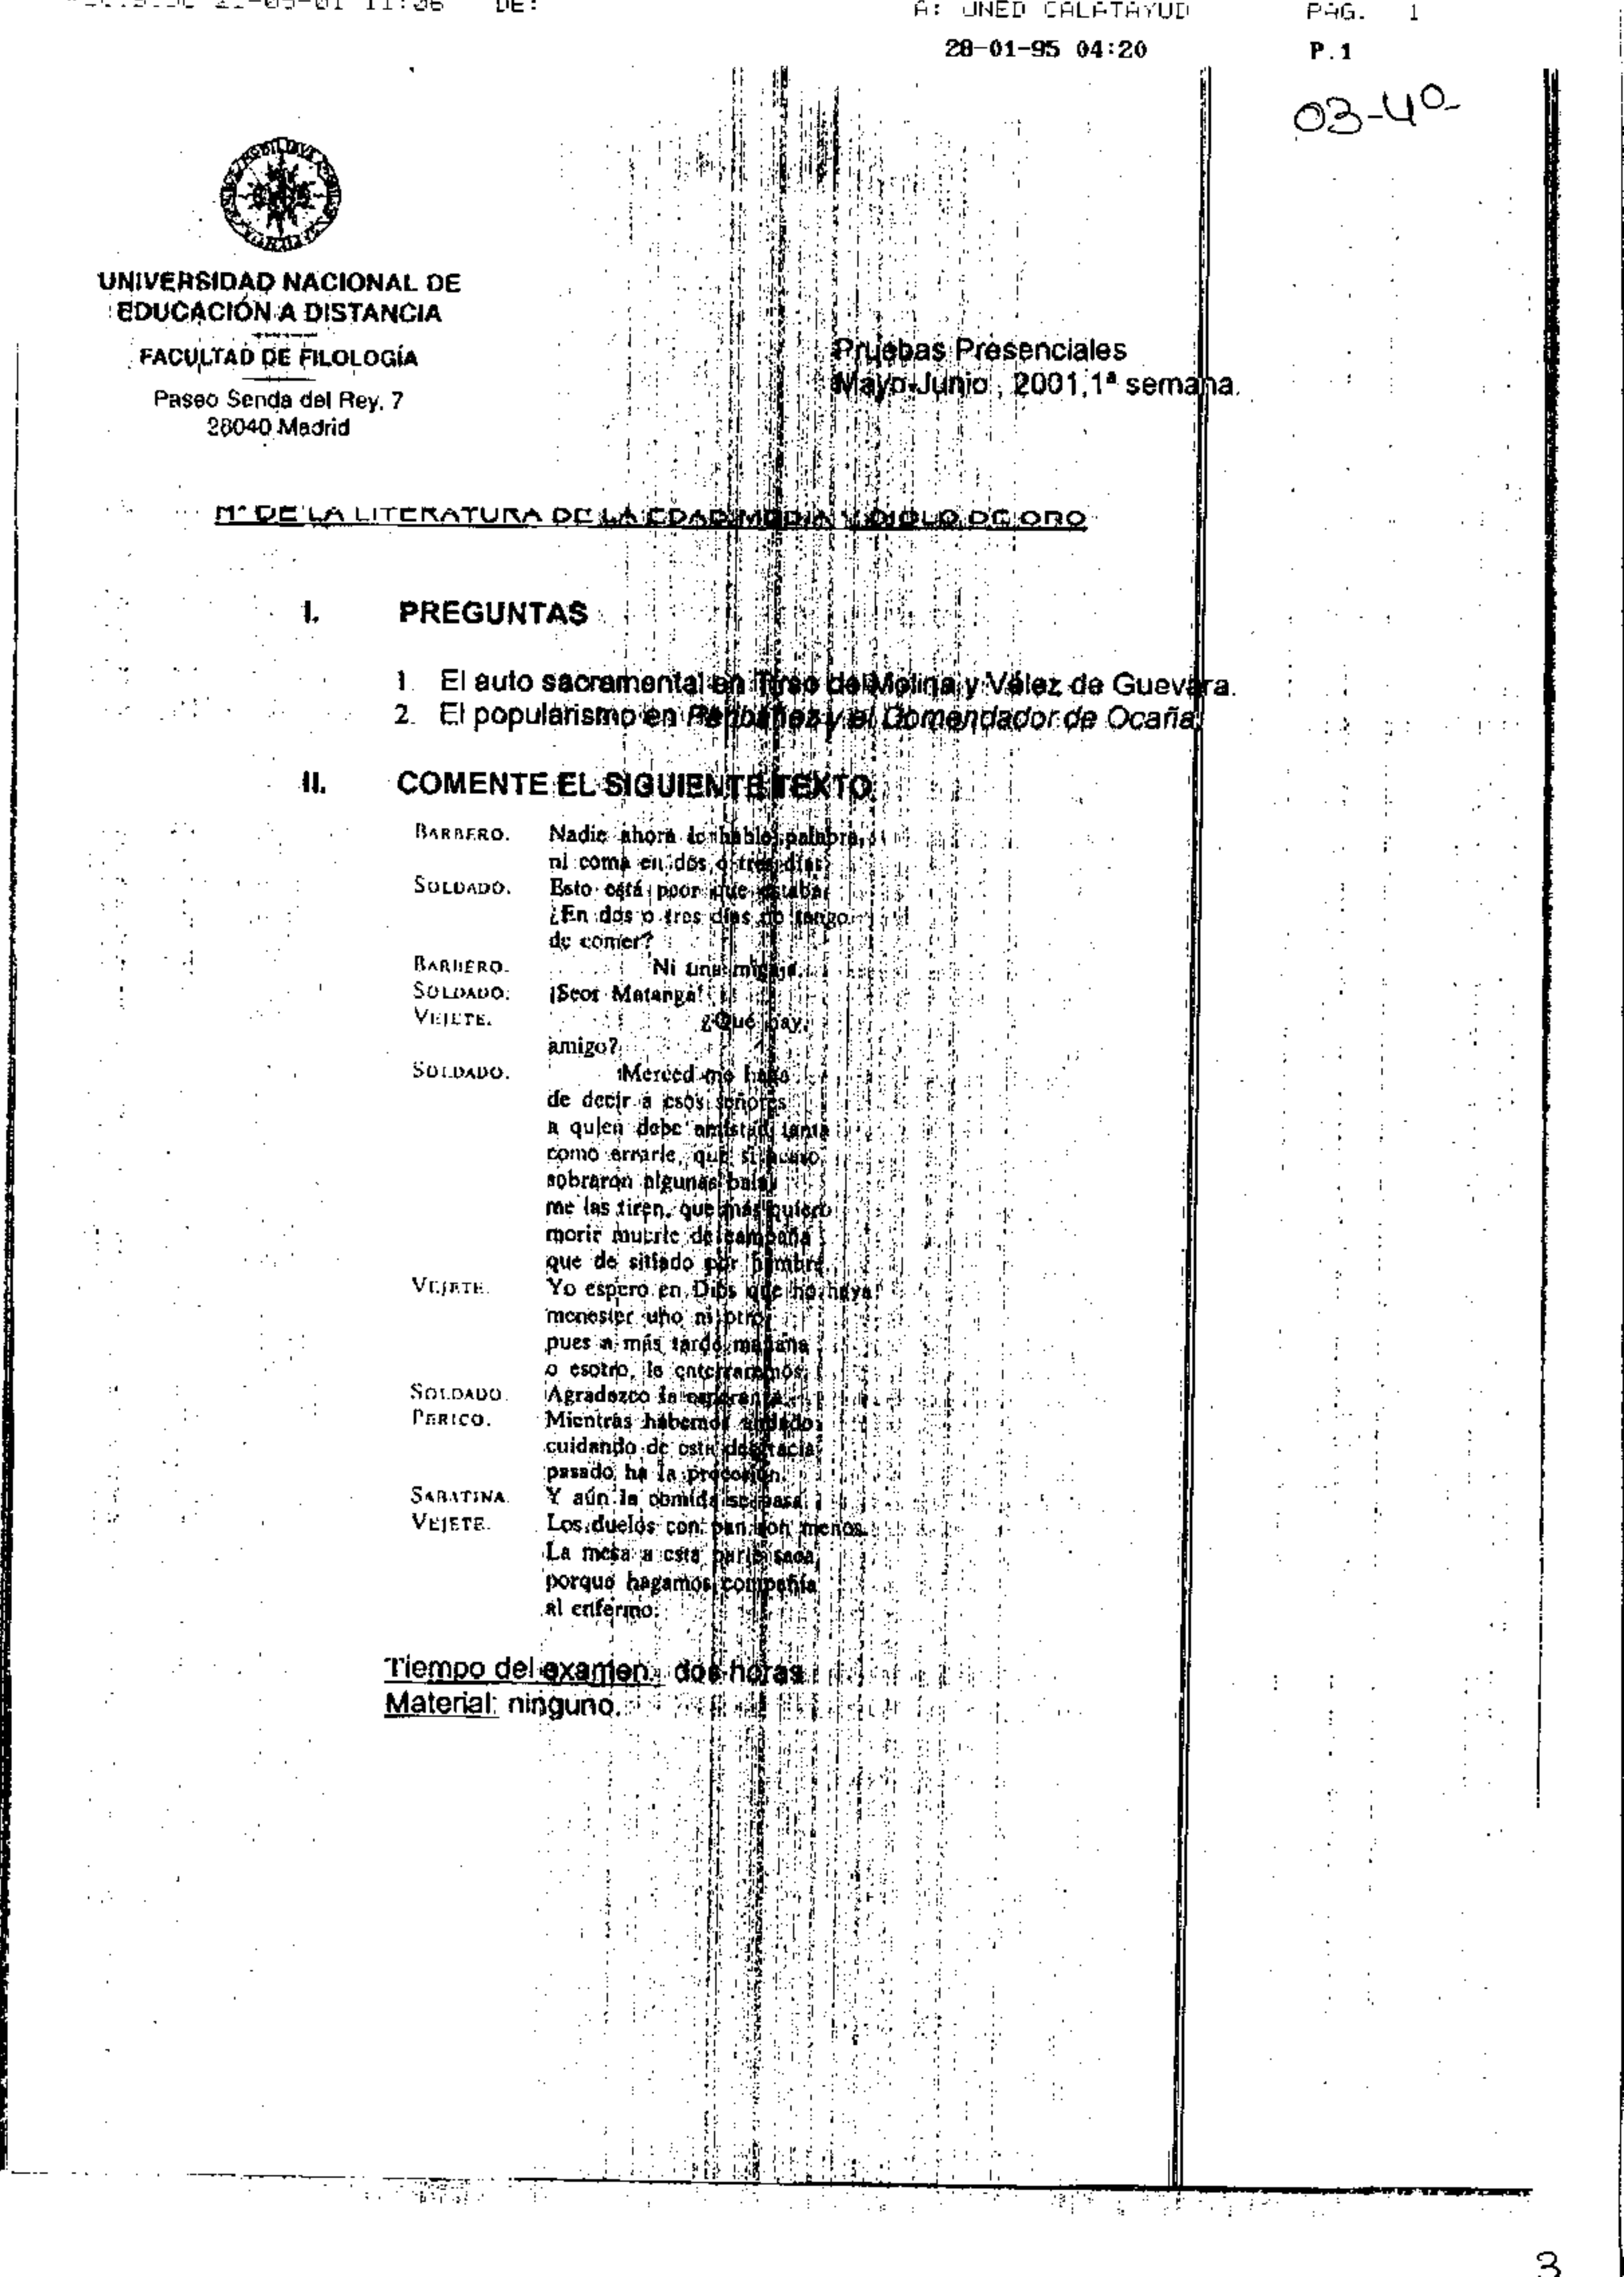 11:06 DE: A: UNED CALATAYUD PAG. 1
28-01-95 04:20 P.1
03-4º
UNIVERSIDAD NACIONAL DE
EDUCACIÓN A DISTANCIA
FACULTAD DE FILOLOGÍA
Paseo Senda del Rey, 7
28040 Madrid
Pruebas Presenciales
Mayo-Junio, 2001, 1ª semana.
Hª DE LA LITERATURA DE LA EDAD MEDIA Y SIGLO DE ORO
I. PREGUNTAS
1. El auto sacramental en Tirso de Molina y Vélez de Guevara.
2. El popularismo en Peribáñez y el Comendador de Ocaña.
II. COMENTE EL SIGUIENTE TEXTO
BARBERO. Nadie ahora le hable palabra,
ni coma en dos o tres días.
SOLDADO. Esto está peor que estaba.
¿En dos o tres días no tengo
de comer?
BARBERO. Ni una migaja.
SOLDADO. ¡Seor Matanga!
VEJETE. ¿Qué hay,
amigo?
SOLDADO. Merced me haga
de decir a esos señores
a quien debe amistad tanta
como errarle, que si acaso
sobraron algunas balas
me las tiren, que más quiero
morir muerte de campaña
que de sitiado por hambre.
VEJETE. Yo espero en Dios que no haya
menester uno ni otro,
pues a más tarde mañana
o esotro, le enterraremos.
SOLDADO. Agradezco la esperanza.
PERICO. Mientras habemos andado
cuidando de esta desgracia
pasado ha la procesión.
SABATINA. Y aún la comida se pasa.
VEJETE. Los duelos con pan son menos.
La mesa a esta parte saca,
porque hagamos compañía
al enfermo.
Tiempo del examen: dos horas
Material: ninguno.
3